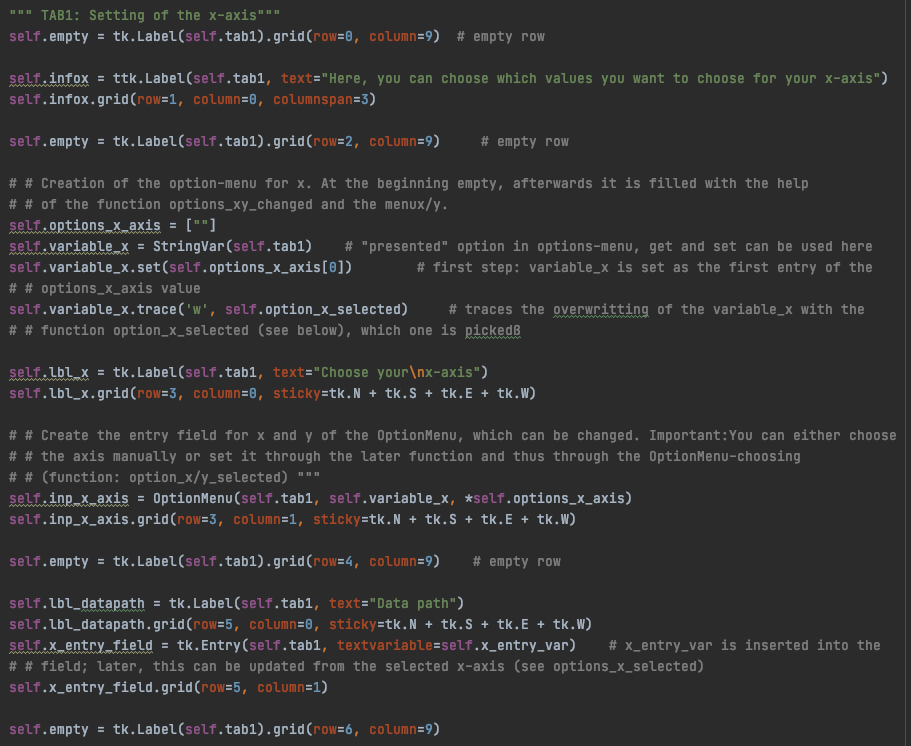 """ TAB1: Setting of the x-axis"""
self.empty = tk.Label(self.tab1).grid(row=0, column=9)  # empty row
self.infox = ttk.Label(self.tab1, text="Here, you can choose which values you want to choose for your x-axis")
self.infox.grid(row=1, column=0, columnspan=3)
self.empty = tk.Label(self.tab1).grid(row=2, column=9)     # empty row
# # Creation of the option-menu for x. At the beginning empty, afterwards it is filled with the help
# # of the function options_xy_changed and the menux/y.
self.options_x_axis = [""]
self.variable_x = StringVar(self.tab1)    # "presented" option in options-menu, get and set can be used here
self.variable_x.set(self.options_x_axis[0])        # first step: variable_x is set as the first entry of the
# # options_x_axis value
self.variable_x.trace('w', self.option_x_selected)     # traces the overwritting of the variable_x with the
# # function option_x_selected (see below), which one is pickedß
self.lbl_x = tk.Label(self.tab1, text="Choose your\nx-axis")
self.lbl_x.grid(row=3, column=0, sticky=tk.N + tk.S + tk.E + tk.W)
# # Create the entry field for x and y of the OptionMenu, which can be changed. Important:You can either choose
# # the axis manually or set it through the later function and thus through the OptionMenu-choosing
# # (function: option_x/y_selected) """
self.inp_x_axis = OptionMenu(self.tab1, self.variable_x, *self.options_x_axis)
self.inp_x_axis.grid(row=3, column=1, sticky=tk.N + tk.S + tk.E + tk.W)
self.empty = tk.Label(self.tab1).grid(row=4, column=9)    # empty row
self.lbl_datapath = tk.Label(self.tab1, text="Data path")
self.lbl_datapath.grid(row=5, column=0, sticky=tk.N + tk.S + tk.E + tk.W)
self.x_entry_field = tk.Entry(self.tab1, textvariable=self.x_entry_var)    # x_entry_var is inserted into the
# # field; later, this can be updated from the selected x-axis (see options_x_selected)
self.x_entry_field.grid(row=5, column=1)
self.empty = tk.Label(self.tab1).grid(row=6, column=9)